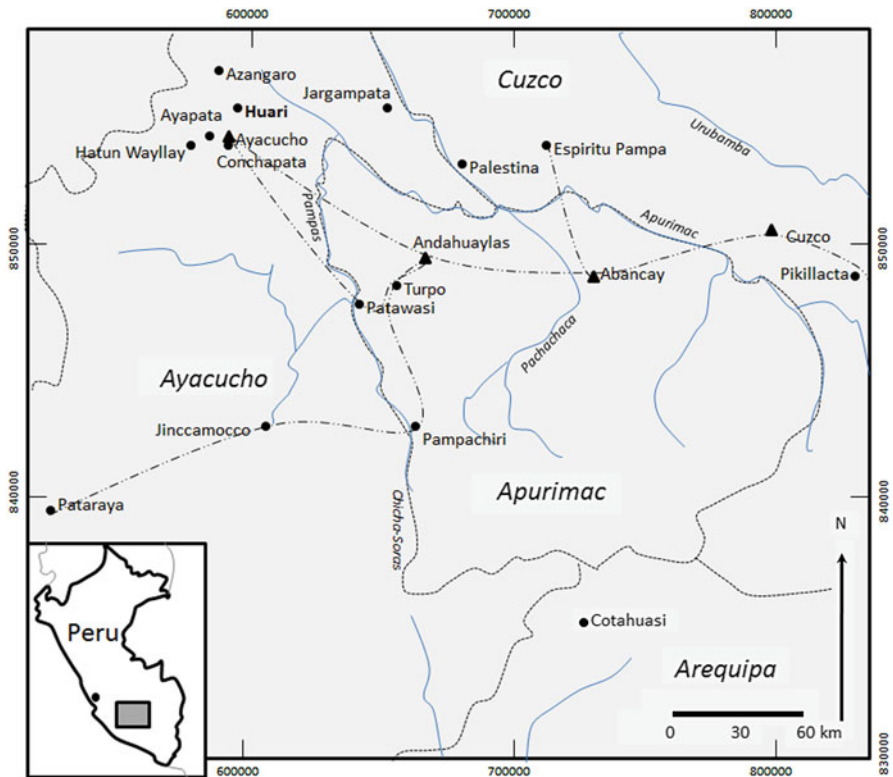 600000
700000
800000
Azangaro
Cuzco
Jargampata
Huari
Ayapata
Ayacucho
Hatun Wayllay
Conchapata
Palestina
Espiritu Pampa
Urubamba
Pampas
Apurimac
850000
850000
Andahuaylas
Cuzco
Turpo
Abancay
Pikillacta
Patawasi
Pachachaca
Ayacucho
Jinccamocco
Pampachiri
840000
840000
Apurimac
Pataraya
Chicha-Soras
N
Peru
Cotahuasi
Arequipa
0 30 60 km
600000
700000
800000
830000